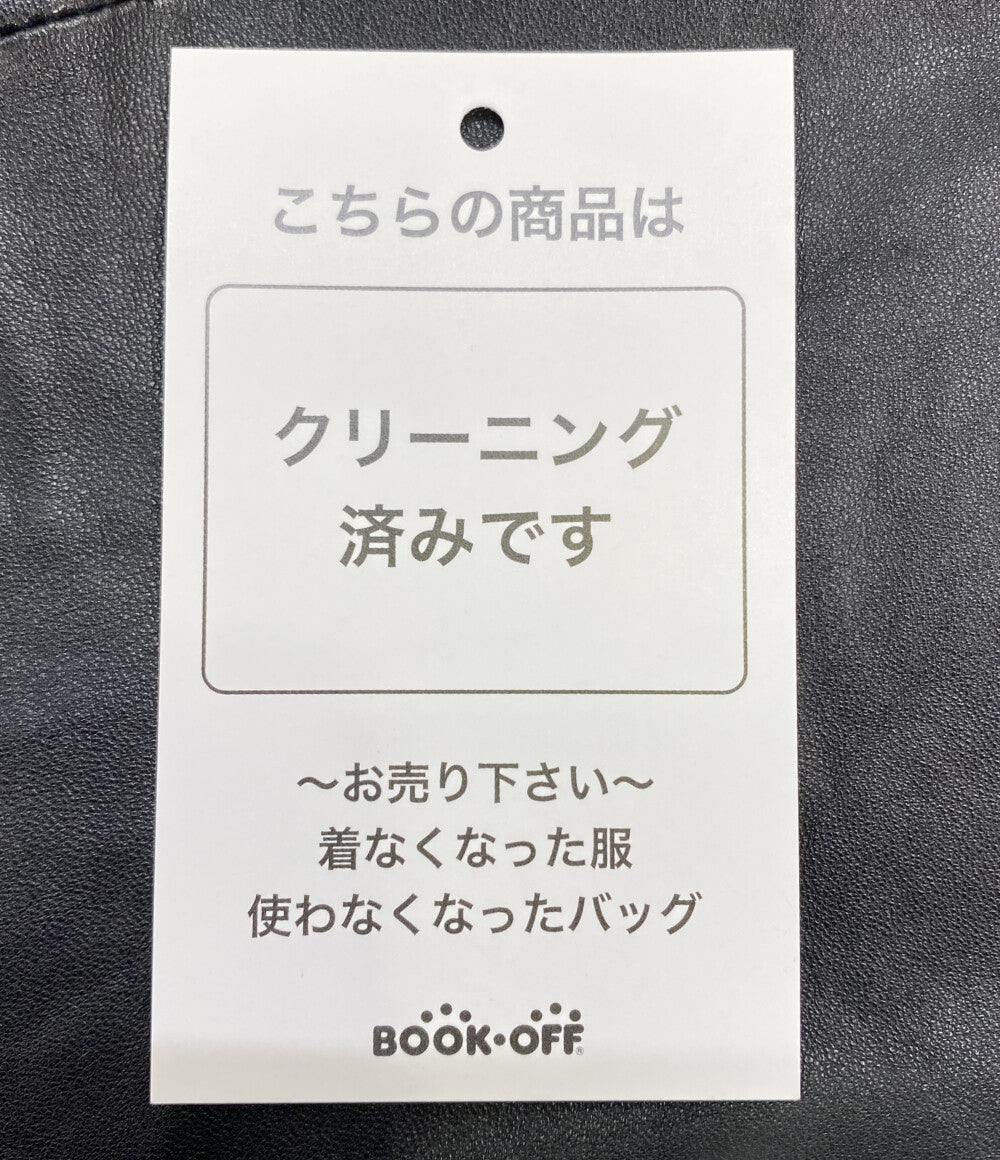 こちらの商品は
クリーニング
済みです
～お売り下さい～
着なくなった服
使わなくなったバッグ
BOOK・OFF®